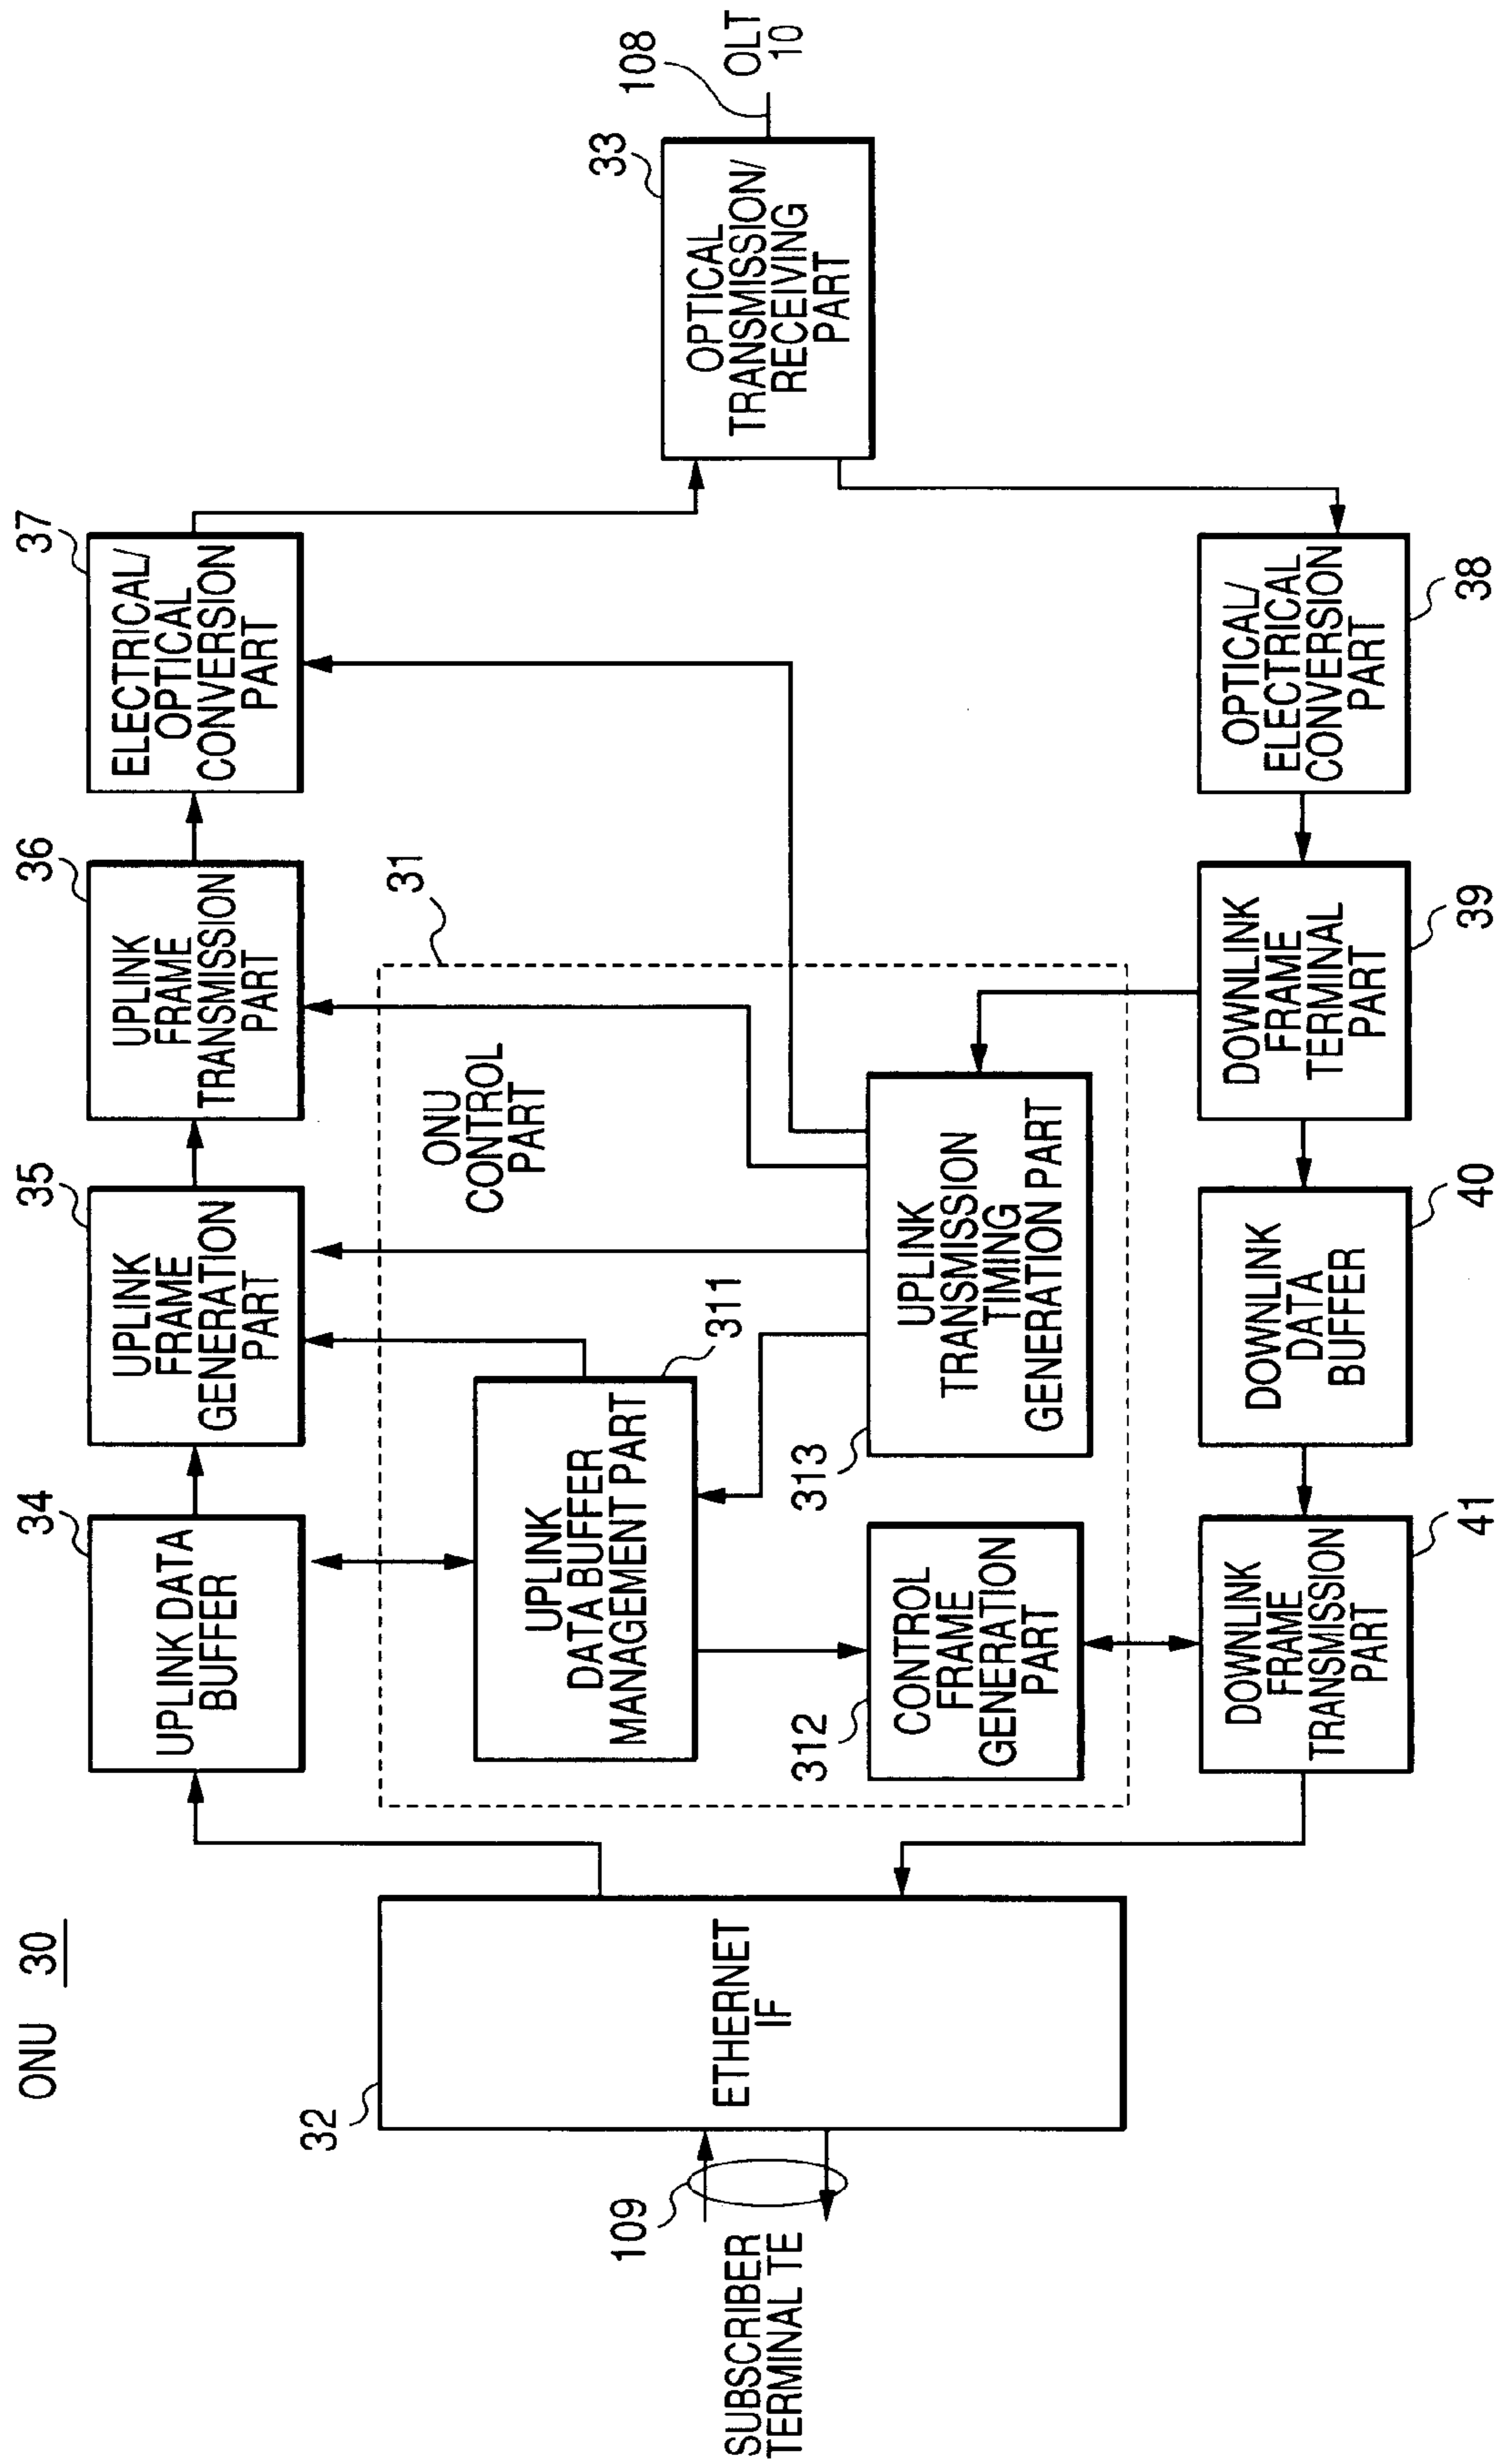 ONU 30
SUBSCRIBER
TERMINAL TE
109
32
ETHERNET
IF
34
UPLINK DATA
BUFFER
35
UPLINK
FRAME
GENERATION
PART
36
UPLINK
FRAME
TRANSMISSION
PART
37
ELECTRICAL/
OPTICAL
CONVERSION
PART
31
ONU
CONTROL
PART
311
UPLINK
DATA BUFFER
MANAGEMENT PART
312
CONTROL
FRAME
GENERATION
PART
313
UPLINK
TRANSMISSION
TIMING
GENERATION PART
33
OPTICAL
TRANSMISSION/
RECEIVING
PART
108
OLT
10
41
DOWNLINK
FRAME
TRANSMISSION
PART
40
DOWNLINK
DATA
BUFFER
39
DOWNLINK
FRAME
TERMINAL
PART
38
OPTICAL/
ELECTRICAL
CONVERSION
PART